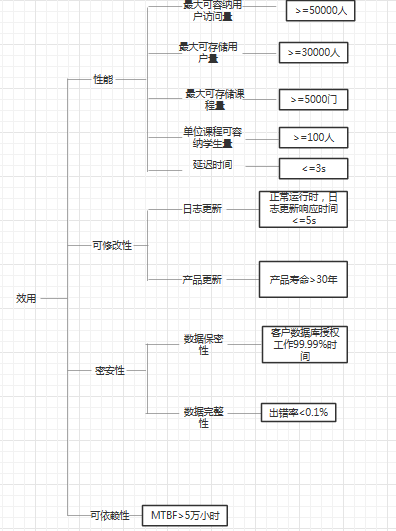 最大可容纳用
户访问量
>=50000人
最大可存储用
户量
>=30000人
性能
最大可存储课
程量
>=5000门
单位课程可容
纳学生量
>=100人
延迟时间
<=3s
日志更新
正常运行时，日
志更新响应时间
<=5s
可修改性
产品更新
产品寿命>30年
效用
数据保密
性
客户数据库授权
工作99.99%时
间
密安性
数据完整
性
出错率<0.1%
可依赖性
MTBF>5万小时